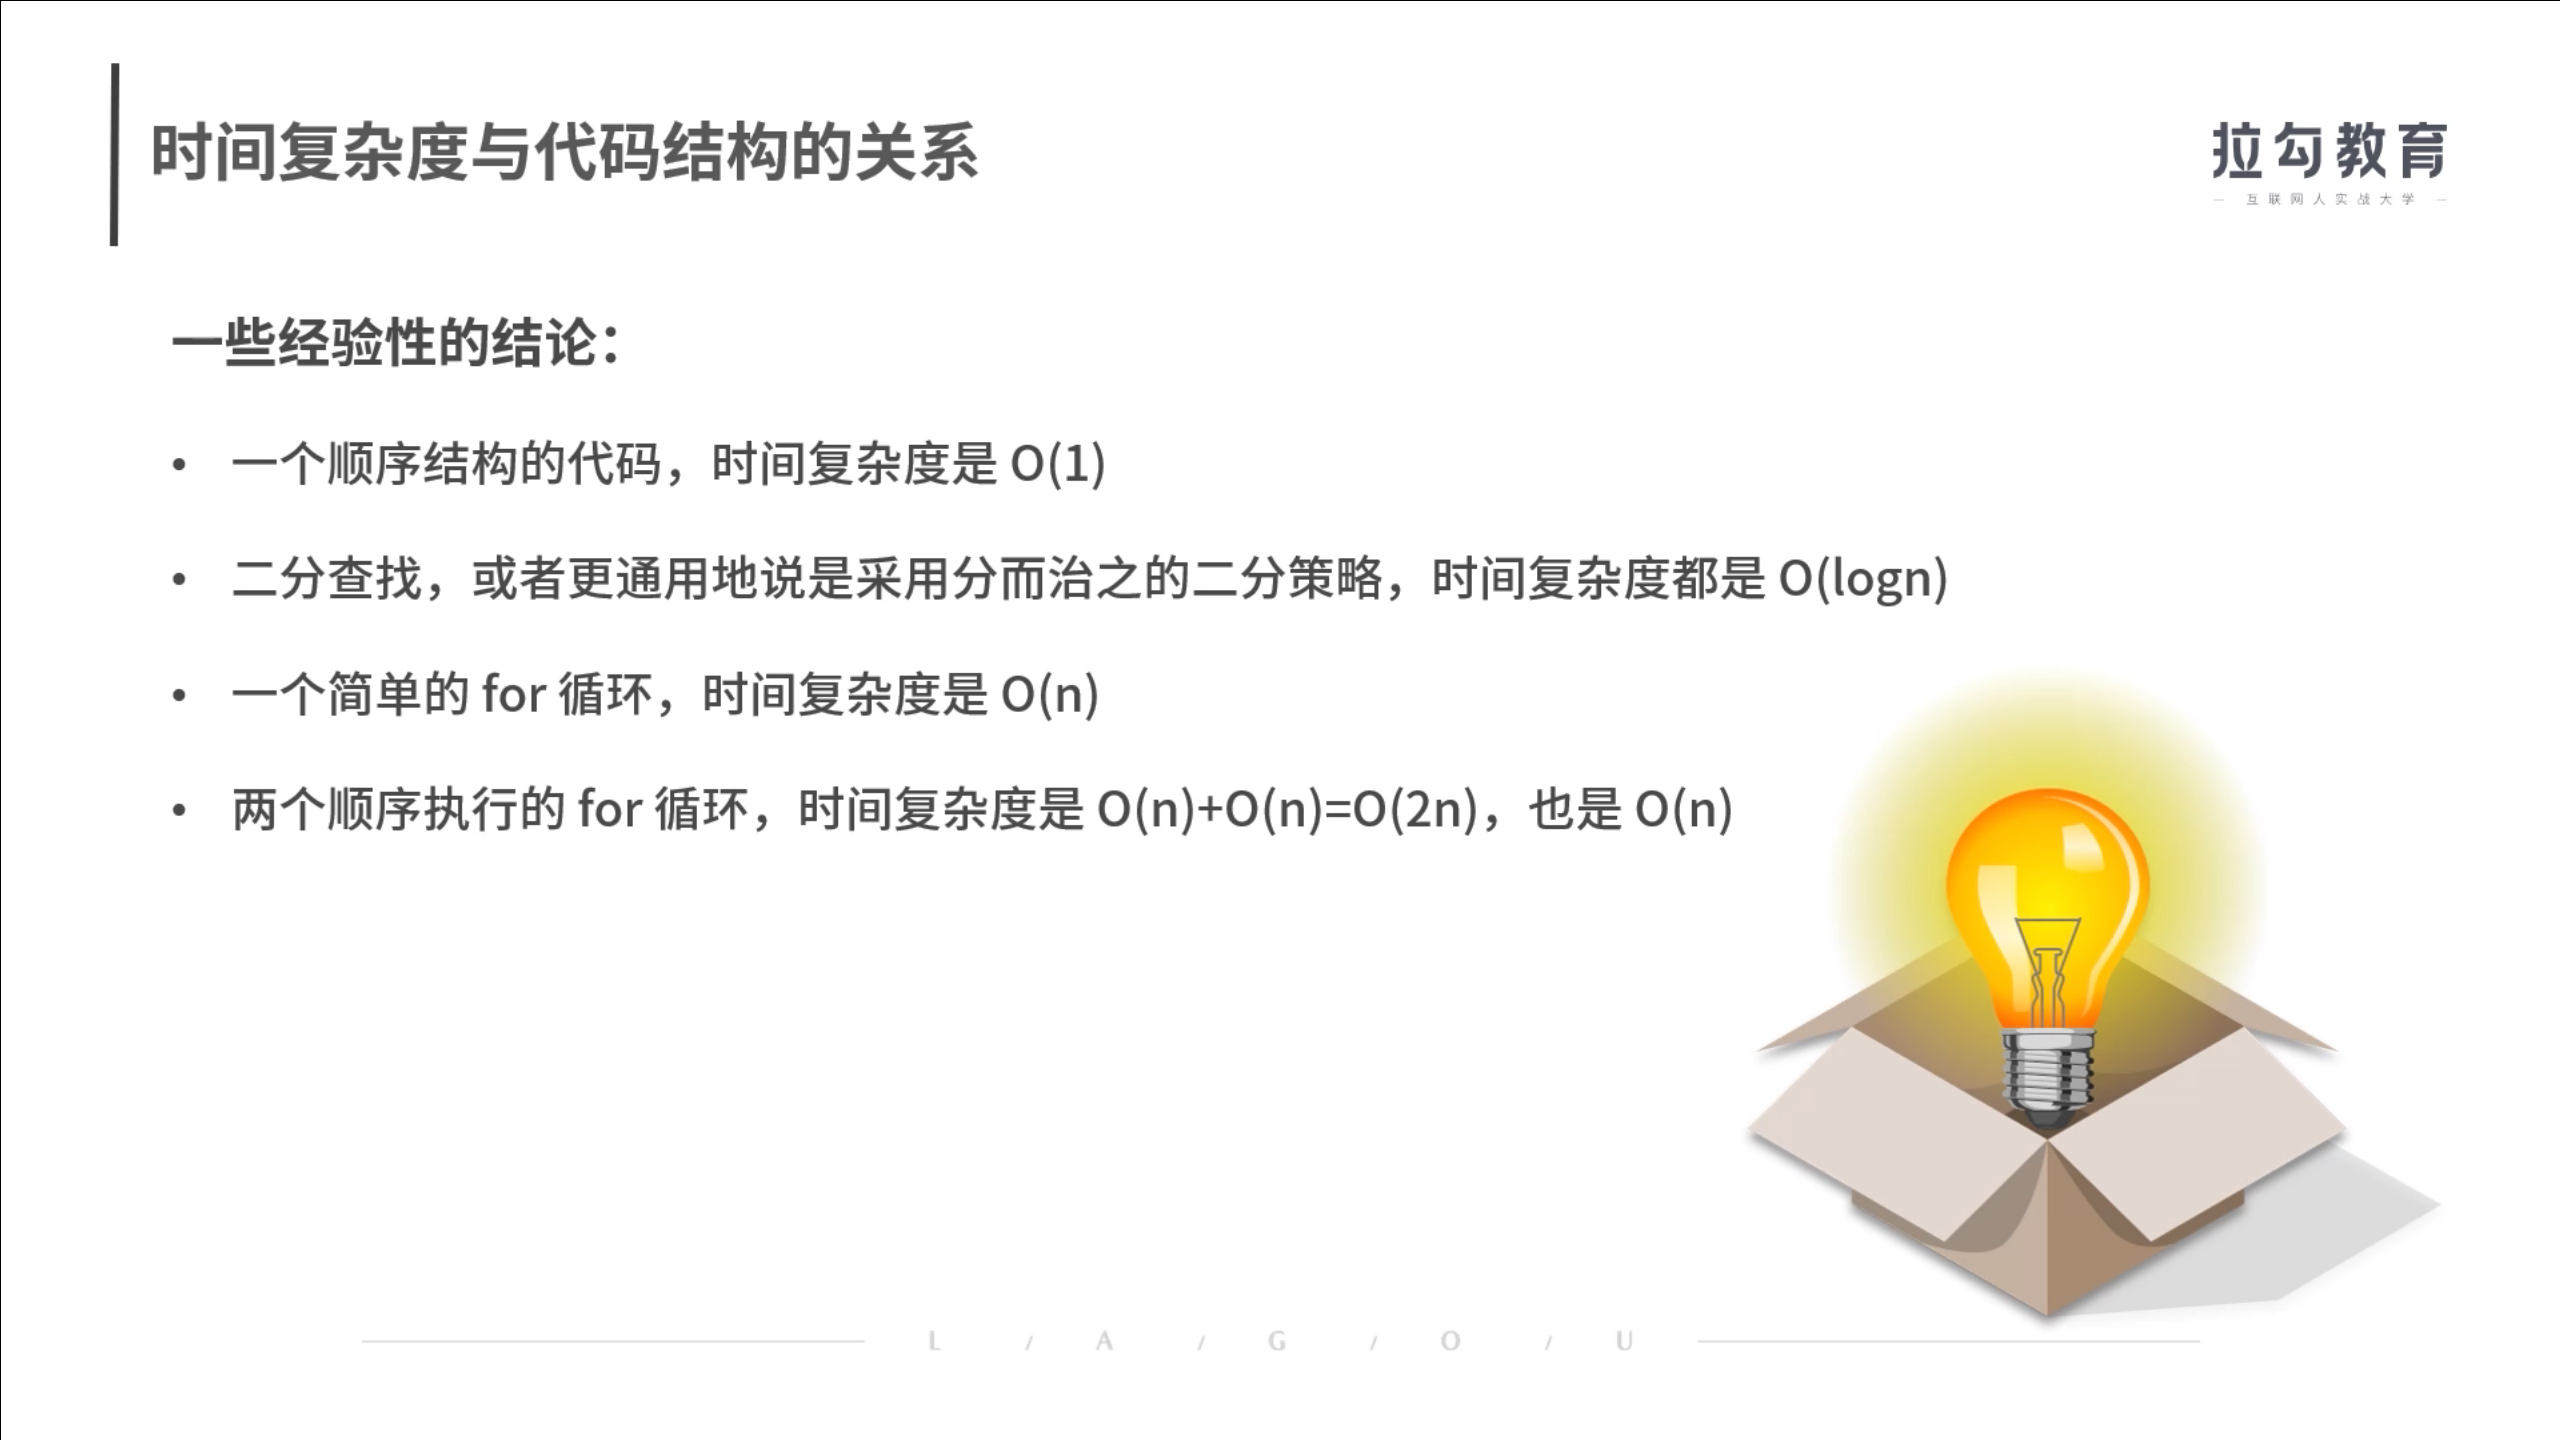 时间复杂度与代码结构的关系
拉勾教育
— 互联网人实战大学 —
一些经验性的结论：
• 一个顺序结构的代码，时间复杂度是 O(1)
• 二分查找，或者更通用地说是采用分而治之的二分策略，时间复杂度都是 O(logn)
• 一个简单的 for 循环，时间复杂度是 O(n)
• 两个顺序执行的 for 循环，时间复杂度是 O(n)+O(n)=O(2n)，也是 O(n)
L / A / G / O / U